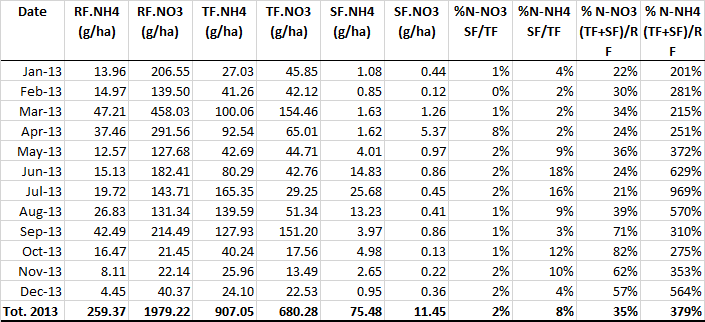 Date RF.NH4 (g/ha) RF.NO3 (g/ha) TF.NH4 (g/ha) TF.NO3 (g/ha) SF.NH4 (g/ha) SF.NO3 (g/ha) %N-NO3 SF/TF %N-NH4 SF/TF % N-NO3 (TF+SF)/RF % N-NH4 (TF+SF)/RF
Jan-13 13.96 206.55 27.03 45.85 1.08 0.44 1% 4% 22% 201%
Feb-13 14.97 139.50 41.26 42.12 0.85 0.12 0% 2% 30% 281%
Mar-13 47.21 458.03 100.06 154.46 1.63 1.26 1% 2% 34% 215%
Apr-13 37.46 291.56 92.54 65.01 1.62 5.37 8% 2% 24% 251%
May-13 12.57 127.68 42.69 44.71 4.01 0.97 2% 9% 36% 372%
Jun-13 15.13 182.41 80.29 42.76 14.83 0.86 2% 18% 24% 629%
Jul-13 19.72 143.71 165.35 29.25 25.68 0.45 2% 16% 21% 969%
Aug-13 26.83 131.34 139.59 51.34 13.23 0.41 1% 9% 39% 570%
Sep-13 42.49 214.49 127.93 151.20 3.97 0.86 1% 3% 71% 310%
Oct-13 16.47 21.45 40.24 17.56 4.98 0.13 1% 12% 82% 275%
Nov-13 8.11 22.14 25.96 13.49 2.65 0.22 2% 10% 62% 353%
Dec-13 4.45 40.37 24.10 22.53 0.95 0.36 2% 4% 57% 564%
Tot. 2013 259.37 1979.22 907.05 680.28 75.48 11.45 2% 8% 35% 379%